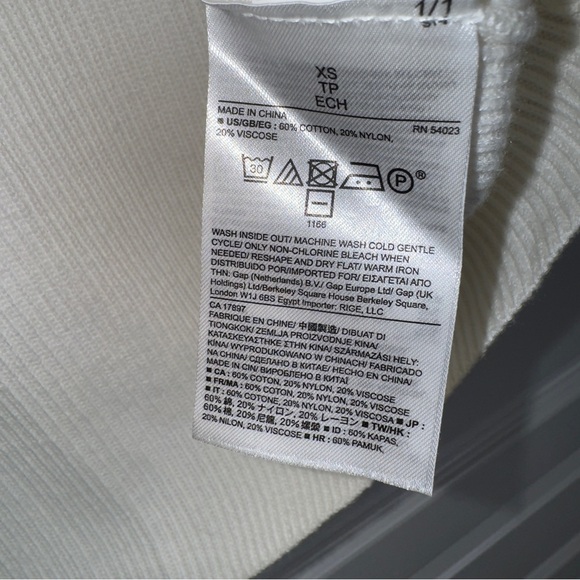 1/1
XS
TP
ECH
MADE IN CHINA RN 54023
■ US/GB/EG : 60% COTTON, 20% NYLON,
20% VISCOSE
30 P ®
1166
WASH INSIDE OUT/ MACHINE WASH COLD GENTLE
CYCLE/ ONLY NON-CHLORINE BLEACH WHEN
NEEDED/ RESHAPE AND DRY FLAT/ WARM IRON
DISTRIBUIDO POR/IMPORTED FOR/ ΕΙΣΑΓΕΤΑΙ ΑΠΟ
ΤΗΝ: Gap (Netherlands) Gap Europe Ltd/ Gap (UK
Holdings) Ltd/Berkeley Square House Berkeley Square,
London W1J 6BS Egypt Importer: RIGE, LLC
CA 17897
FABRIQUE EN CHINE/ 中國製造/ DIBUAT DI
TIONGKOK/ ZEMLJA PROIZVODNJE KINA/
ΚΑΤΑΣΚΕΥΑΣΤΗΚΕ ΣΤΗΝ ΚΙΝΑ/ SZÁRMAZÁSI HELY:
KINA/ WYPRODUKOWANO W CHINACH/ FABRICADO
NA CHINA/ СДЕЛАНО В КИТАЕ/ HECHO EN CHINA/
MADE IN CIN/ ВИРОБЛЕНО В КИТАЇ
■ CA : 60% COTON, 20% NYLON, 20% VISCOSE
■ FR/MA : 60% COTON, 20% NYLON, 20% VISCOSE
■ IT : 60% COTONE, 20% NYLON, 20% VISCOSA ■ JP :
60% 綿, 20% ナイロン, 20% レーヨン ■ TW/HK :
60% 棉, 20% 尼龍, 20% 嫘縈 ■ ID : 60% KAPAS,
20% NILON, 20% VISCOSE ■ HR : 60% PAMUK,